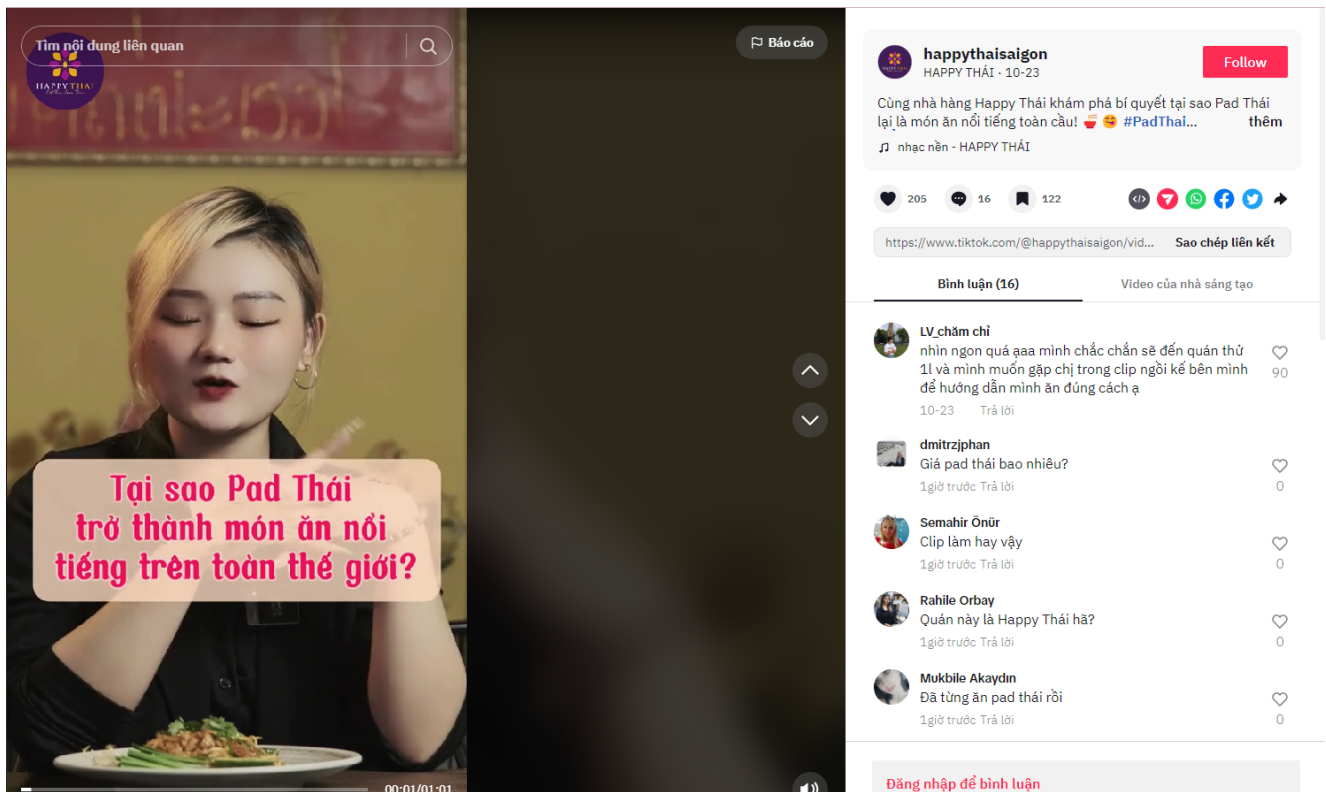 Tìm nội dung liên quan
HAPPY THAI
Báo cáo
Tại sao Pad Thái
trở thành món ăn nổi
tiếng trên toàn thế giới?
00:01/01:01
happythaisaigon
HAPPY THÁI · 10-23
Follow
Cùng nhà hàng Happy Thái khám phá bí quyết tại sao Pad Thái
lại là món ăn nổi tiếng toàn cầu! 🍜 😋 #PadThai... thêm
♫ nhạc nền - HAPPY THÁI
205 16 122
https://www.tiktok.com/@happythaisaigon/vid... Sao chép liên kết
Bình luận (16) Video của nhà sáng tạo
LV_chăm chỉ
nhìn ngon quá aaa mình chắc chắn sẽ đến quán thử
1l và mình muốn gặp chị trong clip ngồi kế bên mình
để hướng dẫn mình ăn đúng cách ạ
90
10-23 Trả lời
dmitrzjphan
Giá pad thái bao nhiêu?
1giờ trước Trả lời
0
Semahir Önür
Clip làm hay vậy
1giờ trước Trả lời
0
Rahile Orbay
Quán này là Happy Thái hã?
1giờ trước Trả lời
0
Mukbile Akaydın
Đã từng ăn pad thái rồi
1giờ trước Trả lời
0
Đăng nhập để bình luận